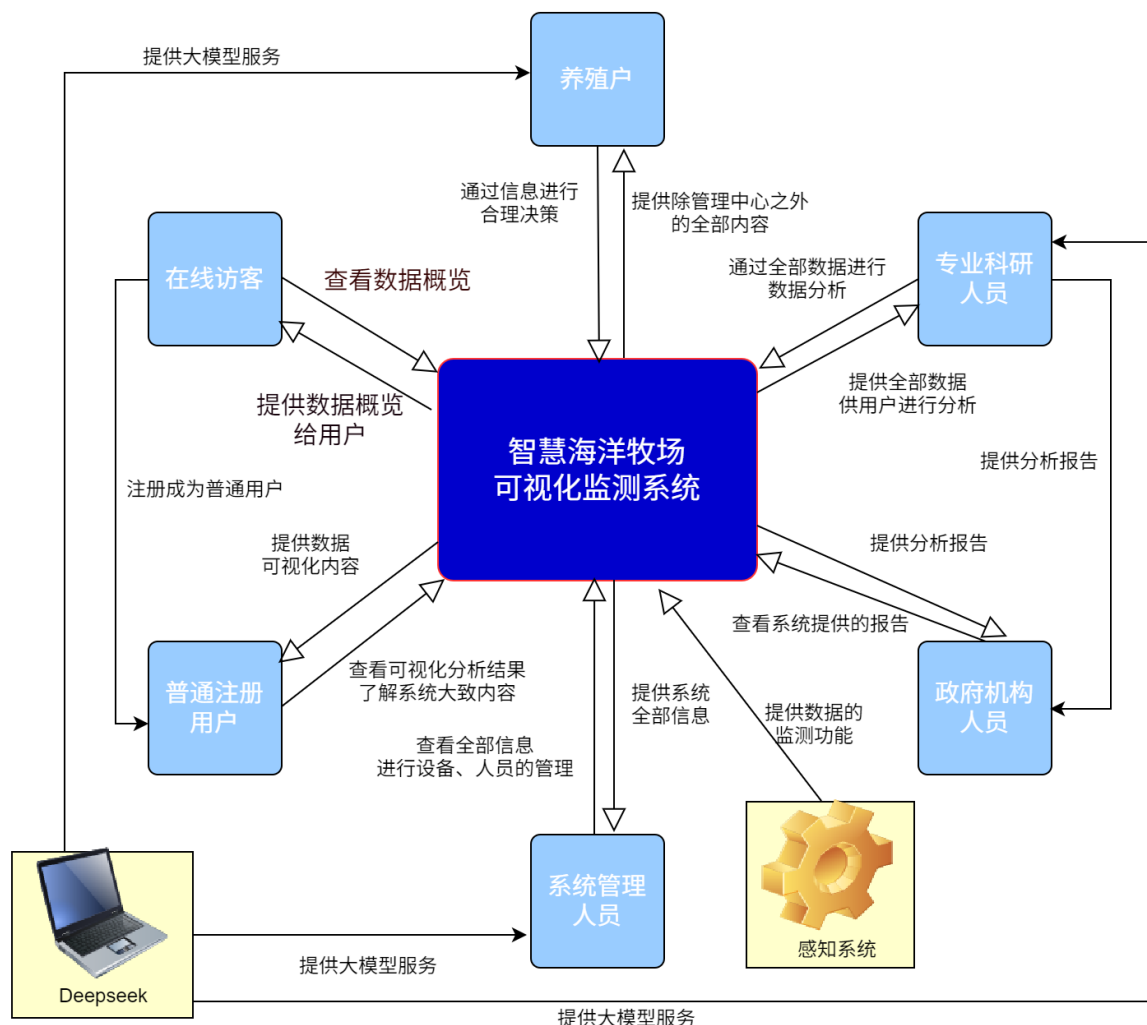 提供大模型服务
养殖户
通过信息进行
合理决策
提供除管理中心之外
的全部内容
在线访客
查看数据概览
通过全部数据进行
数据分析
专业科研
人员
提供数据概览
给用户
提供全部数据
供用户进行分析
智慧海洋牧场
可视化监测系统
提供分析报告
注册成为普通用户
提供数据
可视化内容
提供分析报告
查看系统提供的报告
普通注册
用户
查看可视化分析结果
了解系统大致内容
提供系统
全部信息
提供数据的
监测功能
政府机构
人员
查看全部信息
进行设备、人员的管理
系统管理
人员
感知系统
Deepseek
提供大模型服务
提供大模型服务